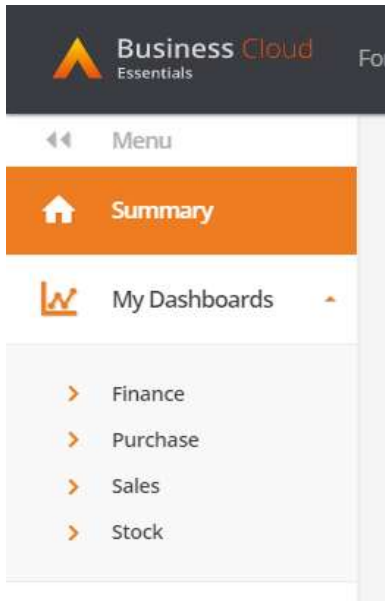 Business Cloud
Essentials
Menu
Summary
My Dashboards
Finance
Purchase
Sales
Stock